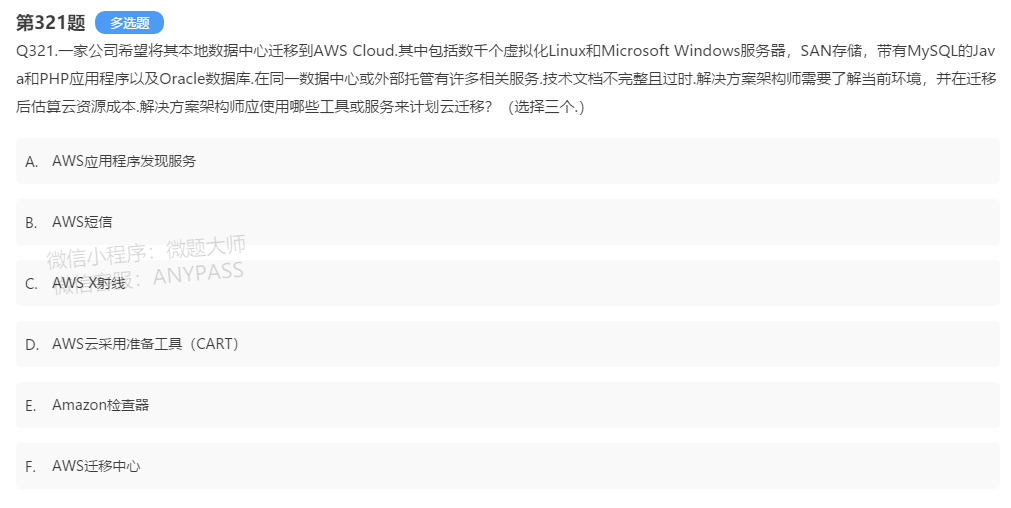 第321题 多选题
Q321.一家公司希望将其本地数据中心迁移到AWS Cloud.其中包括数千个虚拟化Linux和Microsoft Windows服务器，SAN存储，带有MySQL的Jav
a和PHP应用程序以及Oracle数据库.在同一数据中心或外部托管有许多相关服务.技术文档不完整且过时.解决方案架构师需要了解当前环境，并在迁移
后估算云资源成本.解决方案架构师应使用哪些工具或服务来计划云迁移？（选择三个.）
A. AWS应用程序发现服务
B. AWS短信
微信小程序：微题大师
微信客服：ANYPASS
C. AWS X射线
D. AWS云采用准备工具（CART）
E. Amazon检查器
F. AWS迁移中心